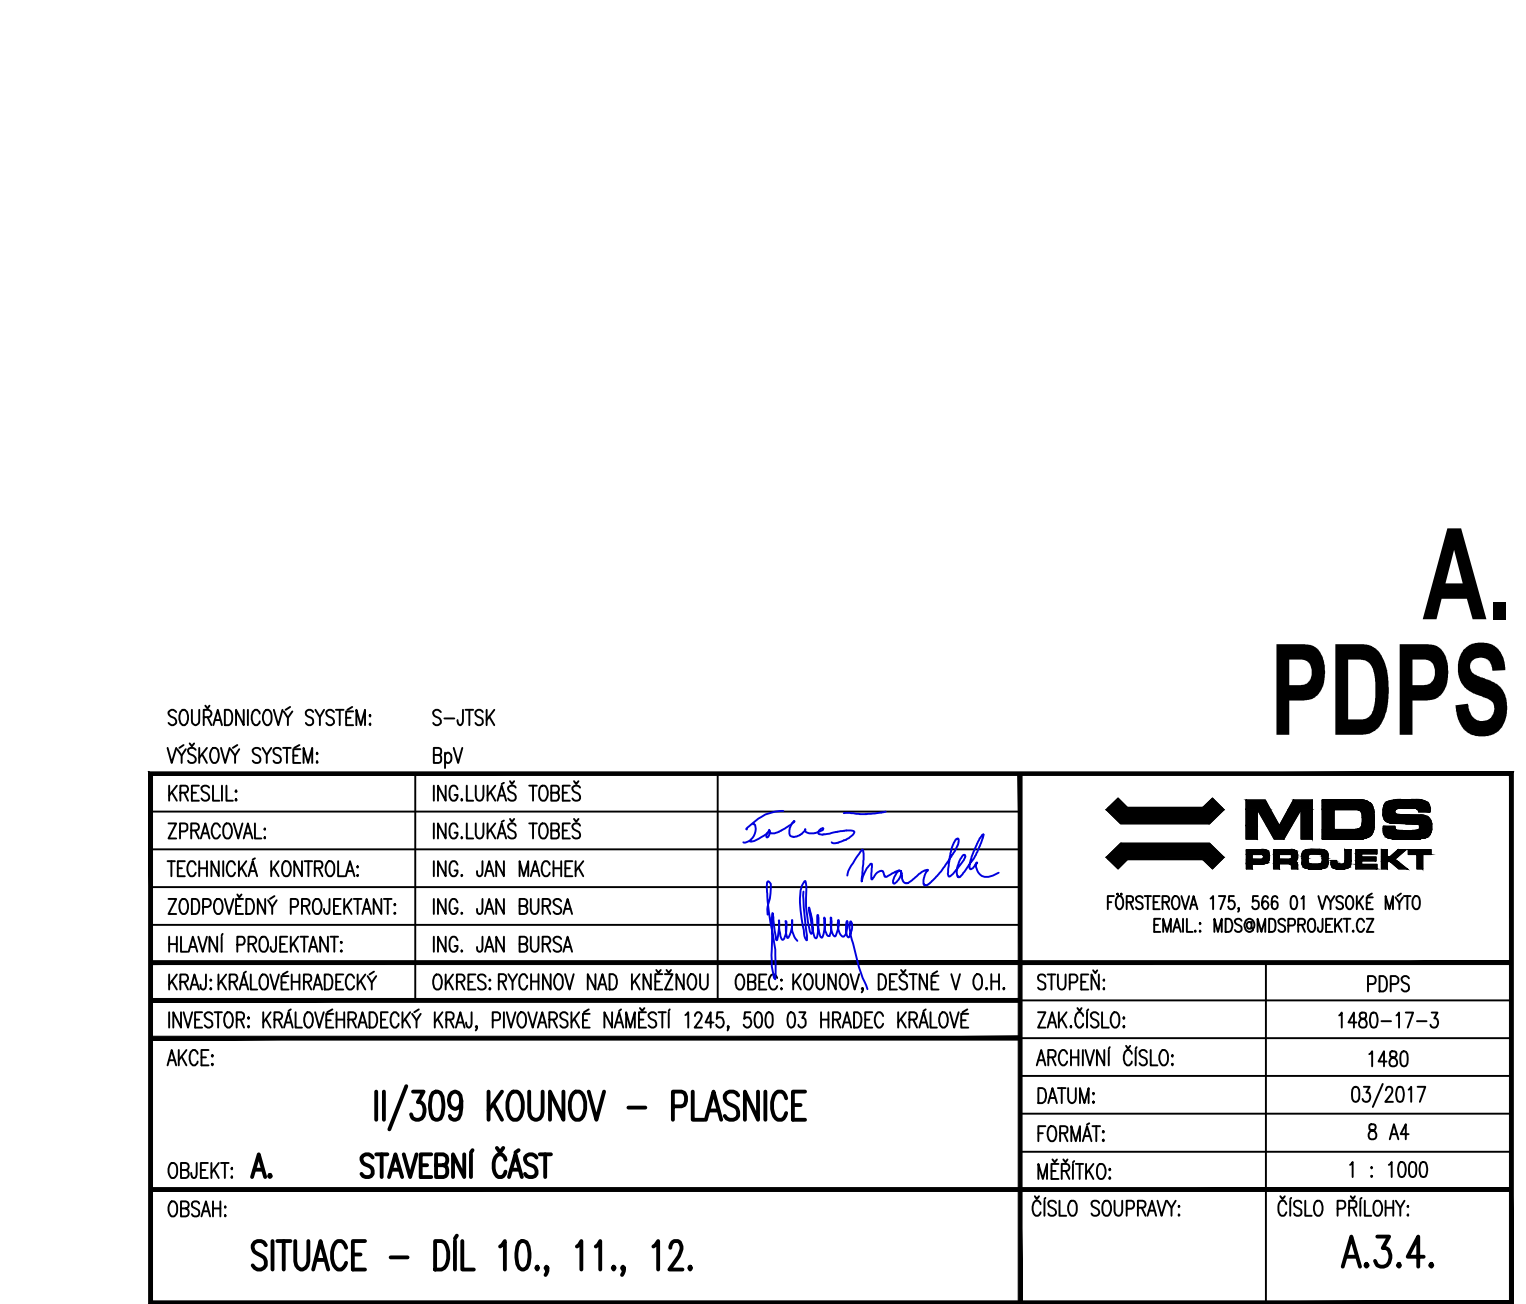 A.
PDPS
SOUŘADNICOVÝ SYSTÉM: S-JTSK
VÝŠKOVÝ SYSTÉM: BpV
KRESLIL: ING.LUKÁŠ TOBEŠ
ZPRACOVAL: ING.LUKÁŠ TOBEŠ
Tobeš
TECHNICKÁ KONTROLA: ING. JAN MACHEK
Machek
ZODPOVĚDNÝ PROJEKTANT: ING. JAN BURSA
HLAVNÍ PROJEKTANT: ING. JAN BURSA
MDS
PROJEKT
FÖRSTEROVA 175, 566 01 VYSOKÉ MÝTO
EMAIL.: MDS@MDSPROJEKT.CZ
KRAJ: KRÁLOVÉHRADECKÝ OKRES: RYCHNOV NAD KNĚŽNOU OBEC: KOUNOV, DEŠTNÉ V O.H.
INVESTOR: KRÁLOVÉHRADECKÝ KRAJ, PIVOVARSKÉ NÁMĚSTÍ 1245, 500 03 HRADEC KRÁLOVÉ
AKCE:
II/309 KOUNOV – PLASNICE
OBJEKT: A. STAVEBNÍ ČÁST
OBSAH:
SITUACE – DÍL 10., 11., 12.
STUPEŇ: PDPS
ZAK.ČÍSLO: 1480-17-3
ARCHIVNÍ ČÍSLO: 1480
DATUM: 03/2017
FORMÁT: 8 A4
MĚŘÍTKO: 1 : 1000
ČÍSLO SOUPRAVY: ČÍSLO PŘÍLOHY:
A.3.4.